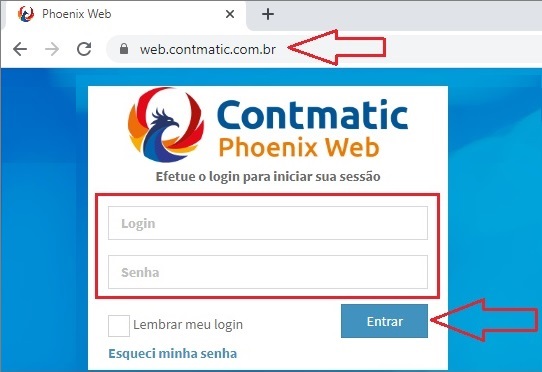 Phoenix Web
web.contmatic.com.br
Contmatic
Phoenix Web
Efetue o login para iniciar sua sessão
Login
Senha
Lembrar meu login
Entrar
Esqueci minha senha